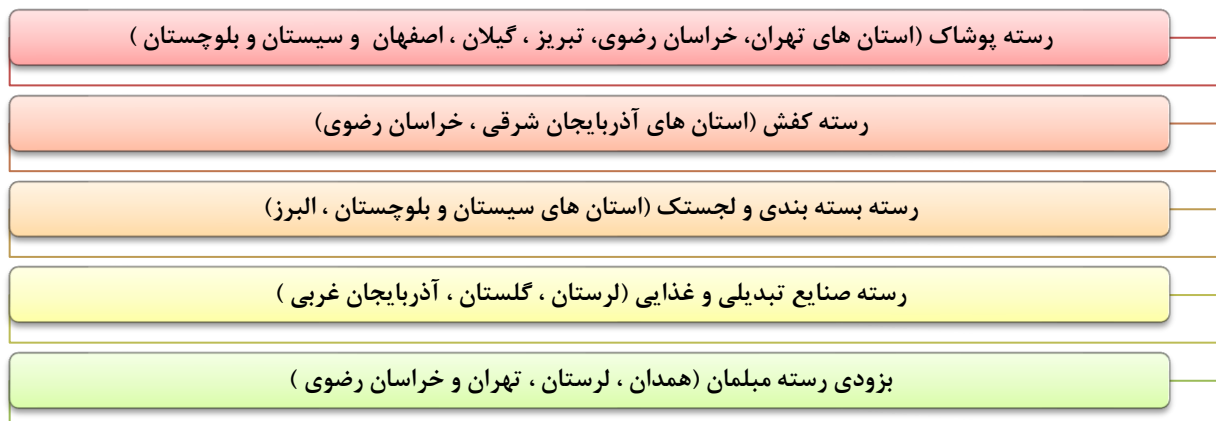 رسته پوشاک (استان های تهران، خراسان رضوی، تبریز ، گیلان ، اصفهان و سیستان و بلوچستان )
رسته کفش (استان های آذربایجان شرقی ، خراسان رضوی)
رسته بسته بندی و لجستک (استان های سیستان و بلوچستان ، البرز)
رسته صنایع تبدیلی و غذایی (لرستان ، گلستان ، آذربایجان غربی )
بزودی رسته مبلمان (همدان ، لرستان ، تهران و خراسان رضوی )